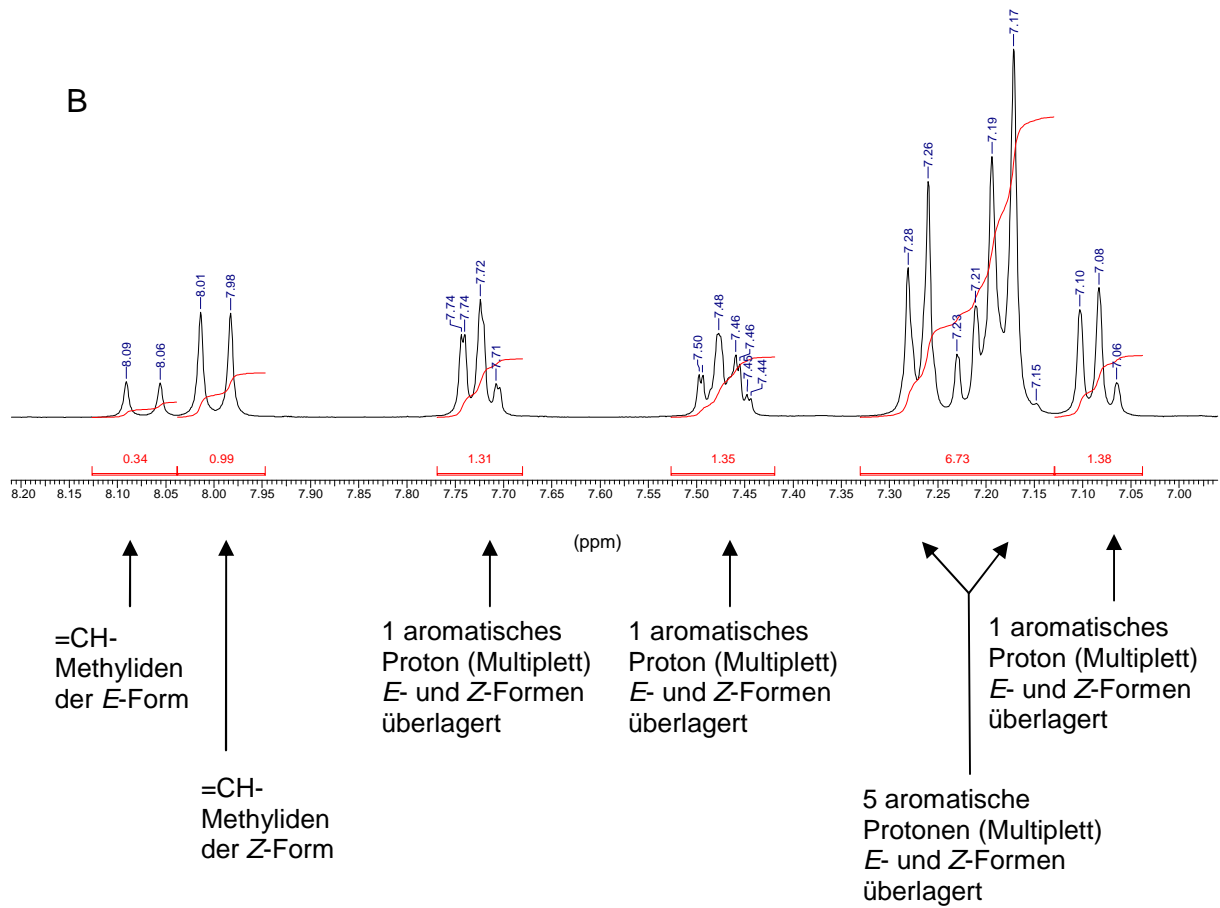 B
8.09
8.06
8.01
7.98
7.74
7.74
7.72
7.71
7.50
7.48
7.46
7.46
7.45
7.44
7.28
7.26
7.23
7.21
7.19
7.17
7.15
7.10
7.08
7.06
0.34 0.99 1.31 1.35 6.73 1.38
8.20 8.15 8.10 8.05 8.00 7.95 7.90 7.85 7.80 7.75 7.70 7.65 7.60 7.55 7.50 7.45 7.40 7.35 7.30 7.25 7.20 7.15 7.10 7.05 7.00
(ppm)
=CH-
Methyliden
der E-Form
=CH-
Methyliden
der Z-Form
1 aromatisches
Proton (Multiplett)
E- und Z-Formen
überlagert
1 aromatisches
Proton (Multiplett)
E- und Z-Formen
überlagert
5 aromatische
Protonen (Multiplett)
E- und Z-Formen
überlagert
1 aromatisches
Proton (Multiplett)
E- und Z-Formen
überlagert